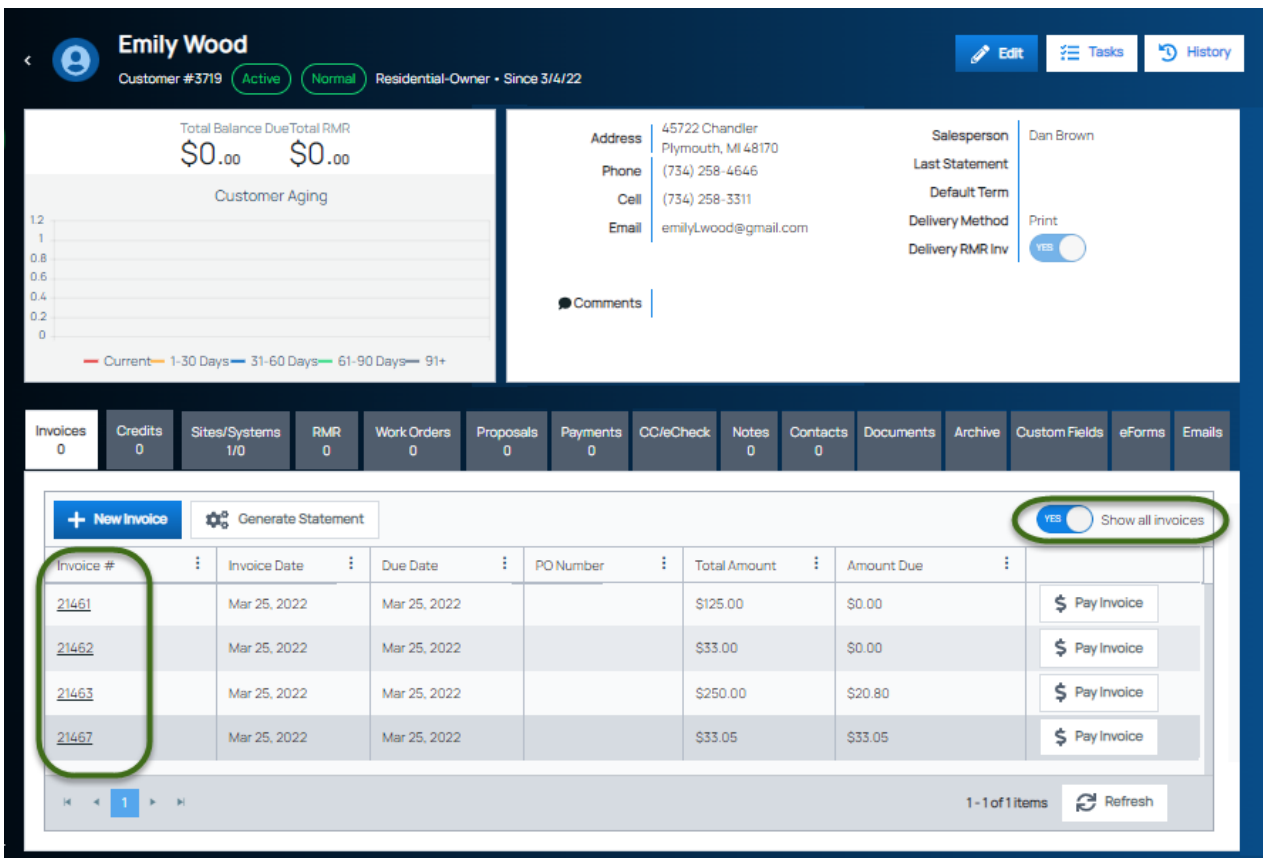 Emily Wood
Customer #3719 Active Normal Residential-Owner • Since 3/4/22
Edit
Tasks
History
Total Balance Due Total RMR
$0.00 $0.00
Customer Aging
1.2
1
0.8
0.6
0.4
0.2
0
Current 1-30 Days 31-60 Days 61-90 Days 91+
Address 45722 Chandler
Plymouth, MI 48170
Phone (734) 258-4646
Cell (734) 258-3311
Email emilyLwood@gmail.com
Comments
Salesperson Dan Brown
Last Statement
Default Term
Delivery Method Print
Delivery RMR Inv YES
Invoices Credits Sites/Systems RMR Work Orders Proposals Payments CC/eCheck Notes Contacts Documents Archive Custom Fields eForms Emails
0 0 1/0 0 0 0 0 0 0
New Invoice Generate Statement YES Show all invoices
Invoice # Invoice Date Due Date PO Number Total Amount Amount Due
21461 Mar 25, 2022 Mar 25, 2022 $125.00 $0.00 $ Pay Invoice
21462 Mar 25, 2022 Mar 25, 2022 $33.00 $0.00 $ Pay Invoice
21463 Mar 25, 2022 Mar 25, 2022 $250.00 $20.80 $ Pay Invoice
21467 Mar 25, 2022 Mar 25, 2022 $33.05 $33.05 $ Pay Invoice
1 1 - 1 of 1 items Refresh